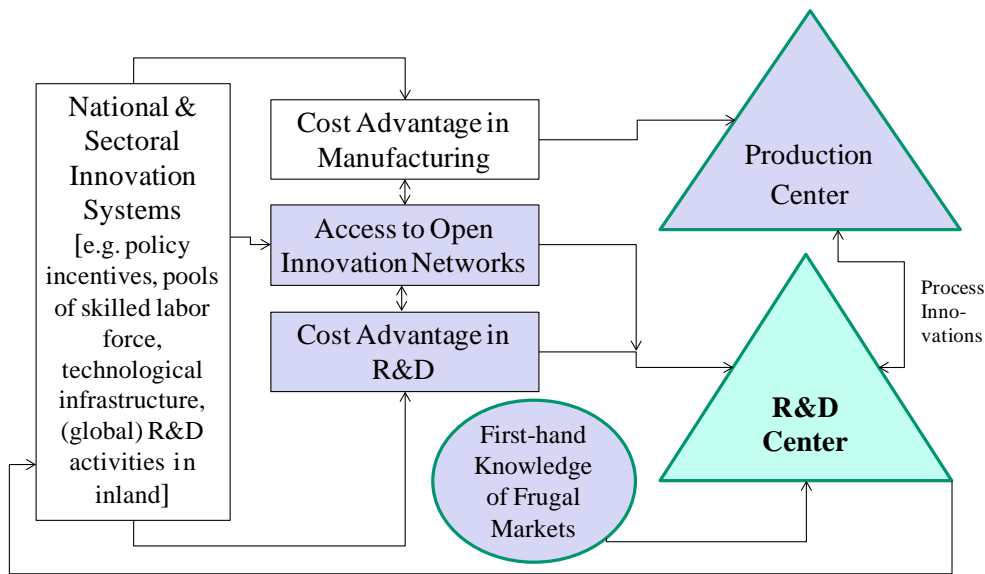 National &
Sectoral
Innovation
Systems
[e.g. policy
incentives, pools
of skilled labor
force,
technological
infrastructure,
(global) R&D
activities in
inland]
Cost Advantage in
Manufacturing
Access to Open
Innovation Networks
Cost Advantage in
R&D
First-hand
Knowledge
of Frugal
Markets
Production
Center
Process
Inno-
vations
R&D
Center